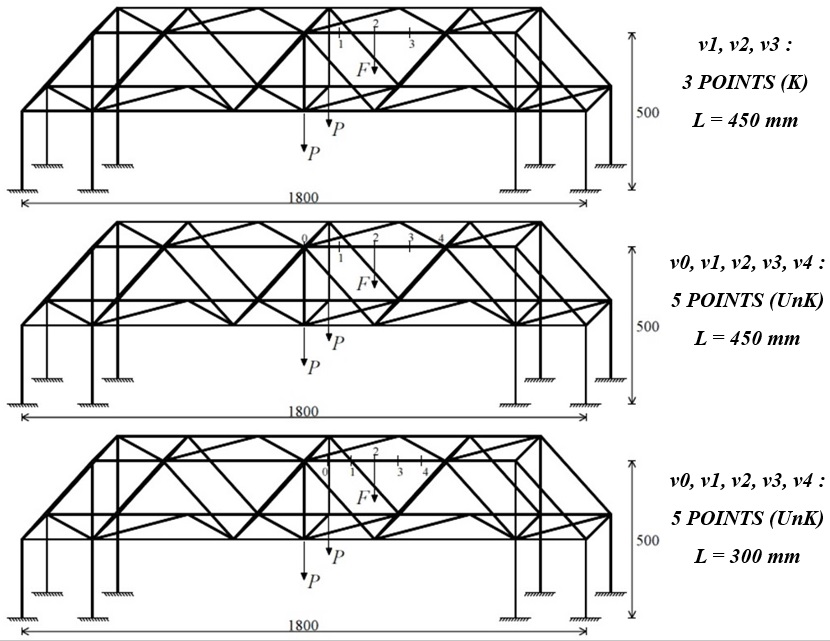 2
1
3
F
P
P
500
1800
v1, v2, v3 :
3 POINTS (K)
L = 450 mm
0
2
3
4
1
F
P
P
500
1800
v0, v1, v2, v3, v4 :
5 POINTS (UnK)
L = 450 mm
2
0
1
3
4
F
P
P
500
1800
v0, v1, v2, v3, v4 :
5 POINTS (UnK)
L = 300 mm